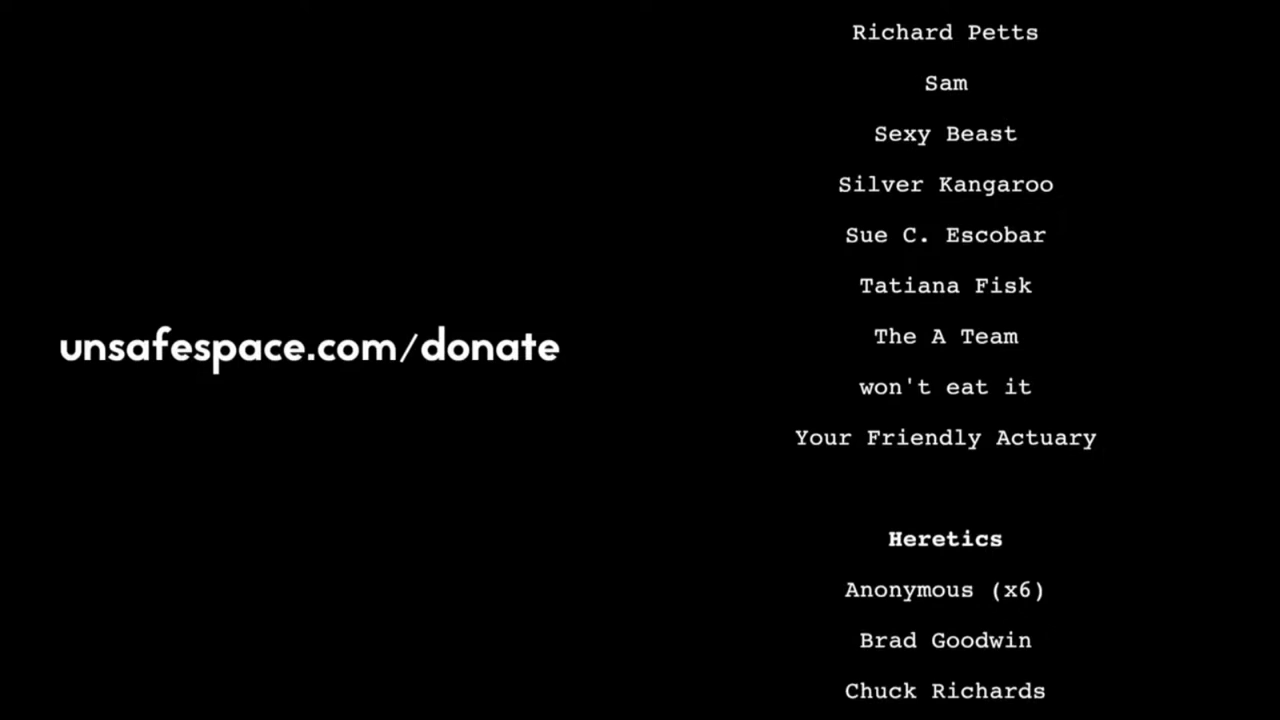 unsafespace.com/donate
Richard Petts
Sam
Sexy Beast
Silver Kangaroo
Sue C. Escobar
Tatiana Fisk
The A Team
won't eat it
Your Friendly Actuary
Heretics
Anonymous (x6)
Brad Goodwin
Chuck Richards